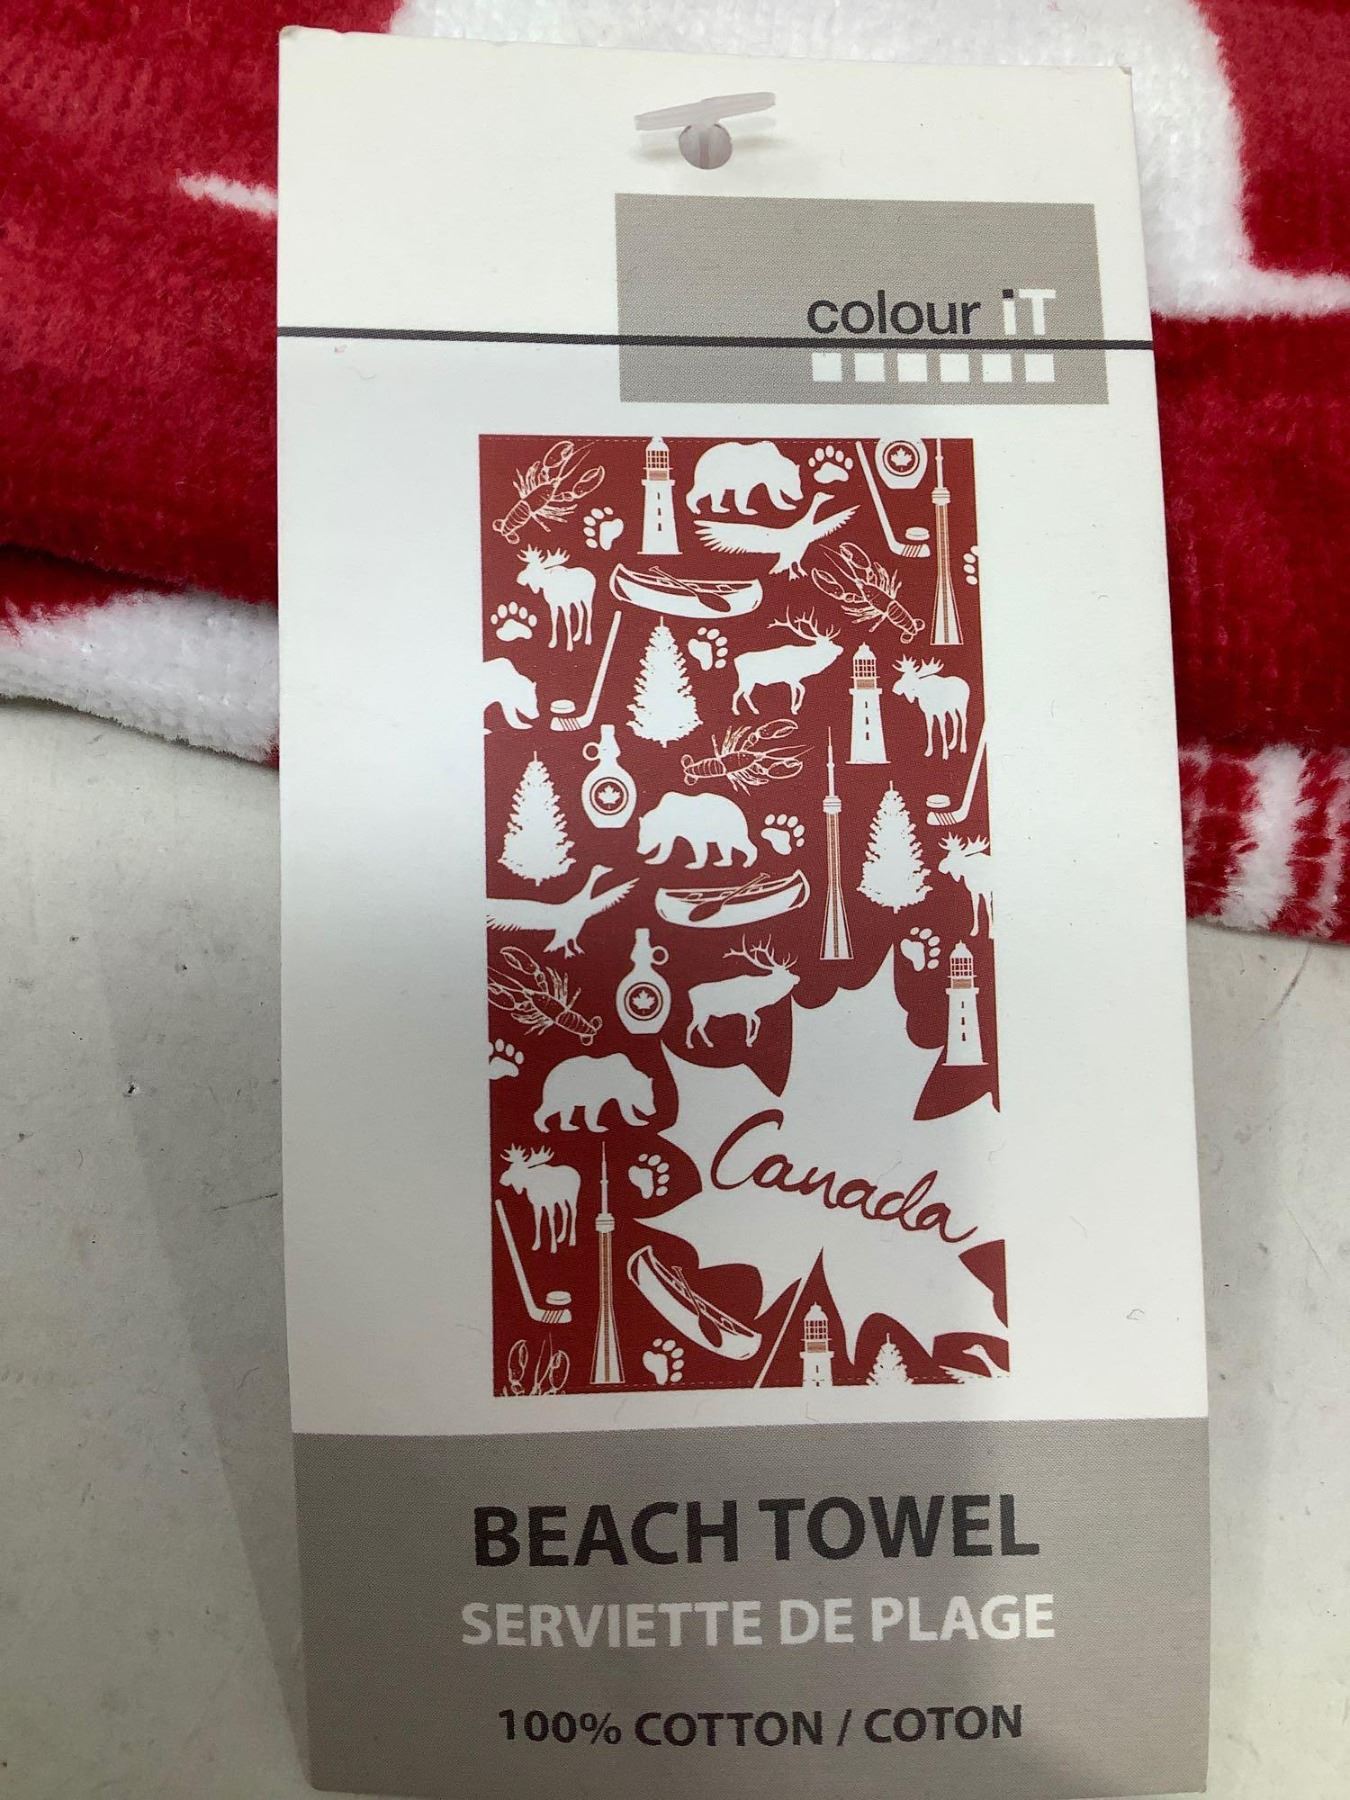 colour iT
Canada
BEACH TOWEL
SERVIETTE DE PLAGE
100% COTTON / COTON